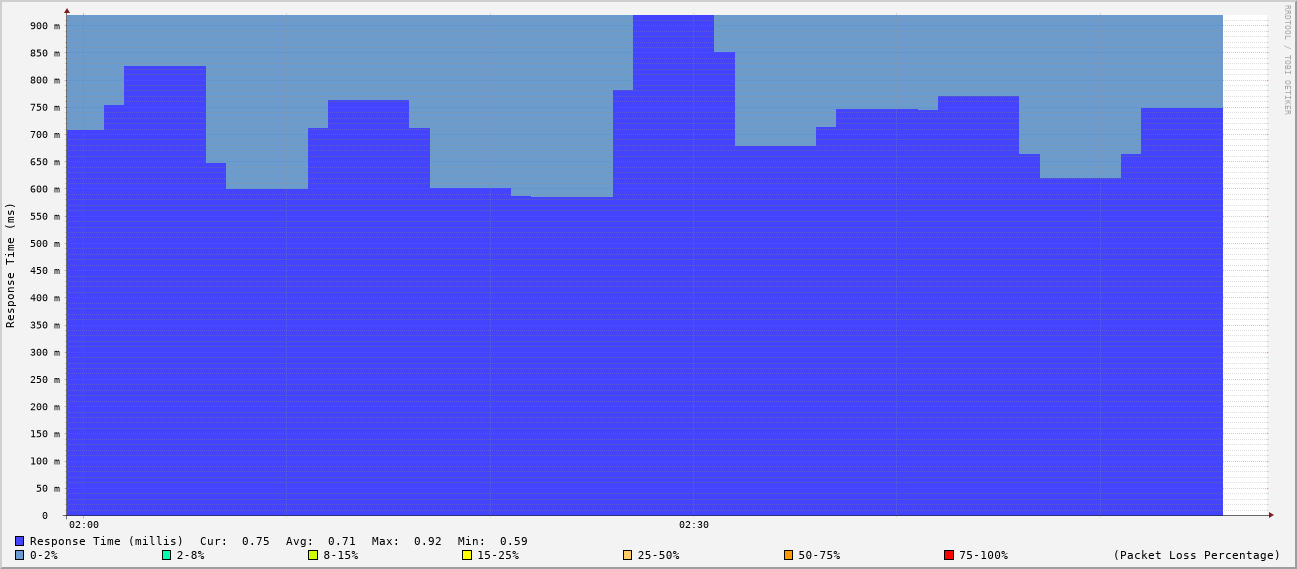 RRDTOOL / TOBI OETIKER
Response Time (ms)
900 m
850 m
800 m
750 m
700 m
650 m
600 m
550 m
500 m
450 m
400 m
350 m
300 m
250 m
200 m
150 m
100 m
50 m
0
02:00 02:30
Response Time (millis) Cur: 0.75 Avg: 0.71 Max: 0.92 Min: 0.59
0-2% 2-8% 8-15% 15-25% 25-50% 50-75% 75-100% (Packet Loss Percentage)